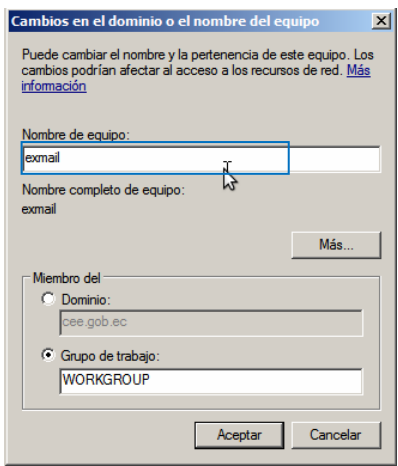 Cambios en el dominio o el nombre del equipo
Puede cambiar el nombre y la pertenencia de este equipo. Los
cambios podrían afectar al acceso a los recursos de red. Más
información
Nombre de equipo:
exmail
Nombre completo de equipo:
exmail
Más...
Miembro del
Dominio:
cee.gob.ec
Grupo de trabajo:
WORKGROUP
Aceptar Cancelar